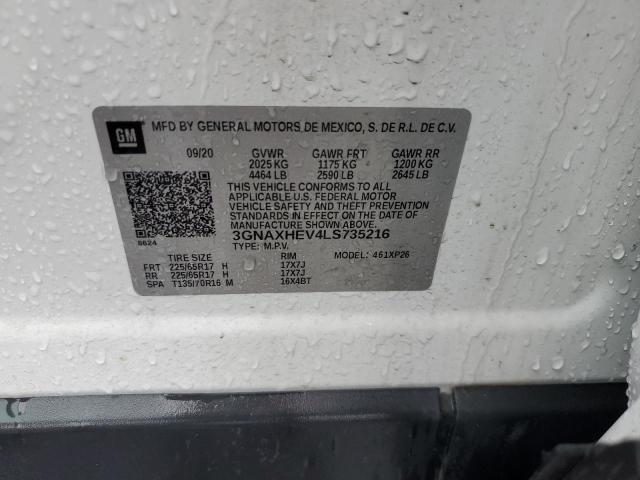 GM
MFD BY GENERAL MOTORS DE MEXICO, S. DE R.L. DE C.V.
09/20 GVWR GAWR FRT GAWR RR
2025 KG 1175 KG 1200 KG
4464 LB 2590 LB 2645 LB
THIS VEHICLE CONFORMS TO ALL
APPLICABLE U.S. FEDERAL MOTOR
VEHICLE SAFETY AND THEFT PREVENTION
STANDARDS IN EFFECT ON THE DATE OF
MANUFACTURE SHOWN ABOVE.
3GNAXHEV4LS735216
8624
TYPE: M.P.V.
TIRE SIZE RIM MODEL: 461XP26
FRT 225/65R17 H 17X7J
RR 225/65R17 H 17X7J
SPA T135/70R16 M 16X4BT